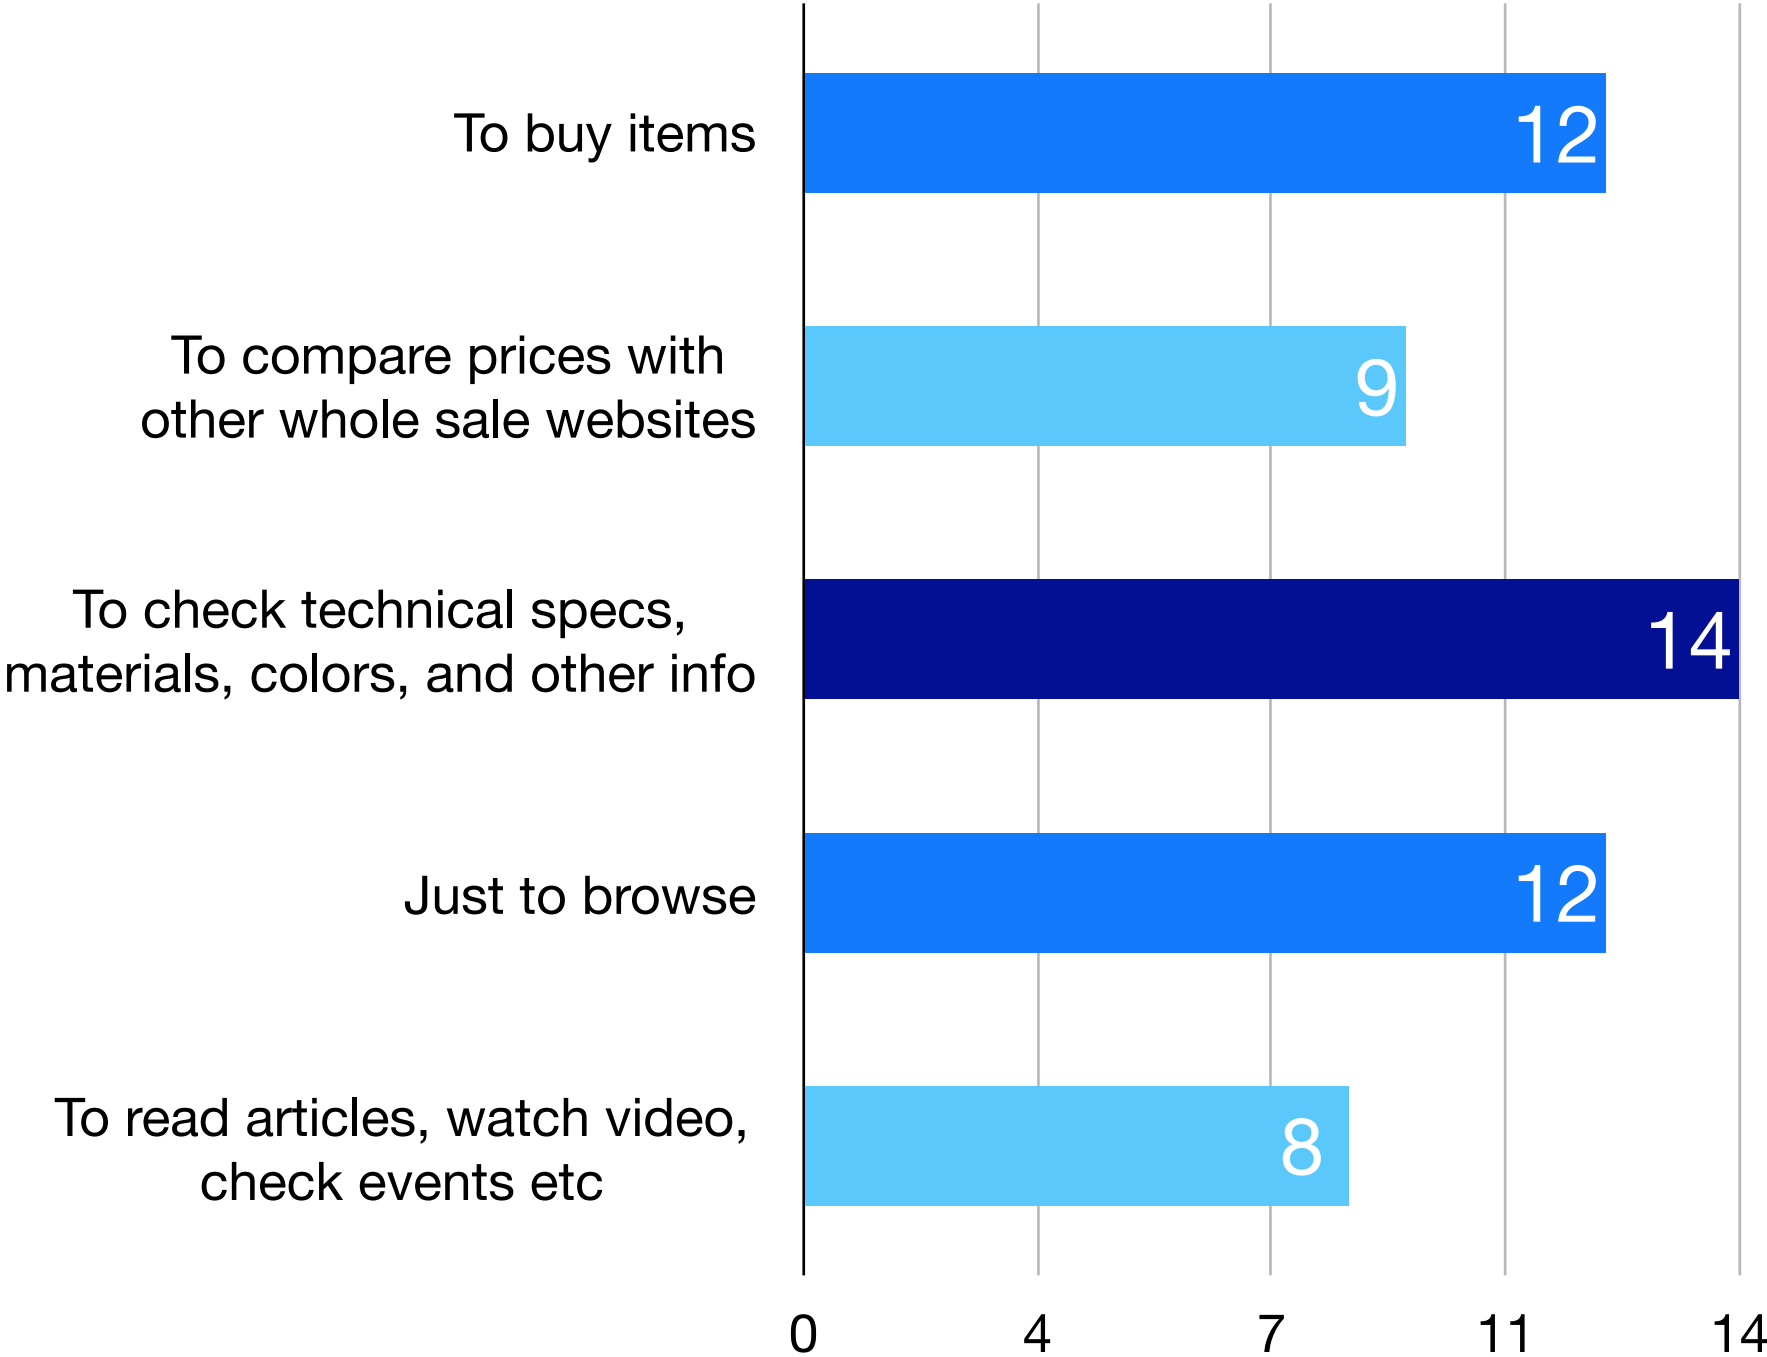 To buy items
12
To compare prices with
other whole sale websites
9
To check technical specs,
materials, colors, and other info
14
Just to browse
12
To read articles, watch video,
check events etc
8
0 4 7 11 14